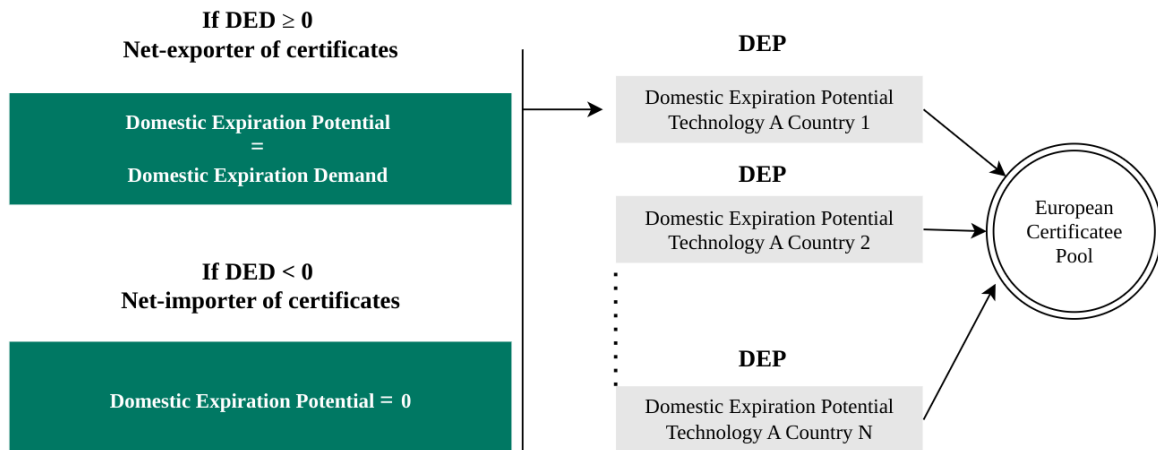 If DED ≥ 0
Net-exporter of certificates
Domestic Expiration Potential
=
Domestic Expiration Demand
If DED < 0
Net-importer of certificates
Domestic Expiration Potential = 0
DEP
Domestic Expiration Potential
Technology A Country 1
DEP
Domestic Expiration Potential
Technology A Country 2
DEP
Domestic Expiration Potential
Technology A Country N
European
Certificatee
Pool